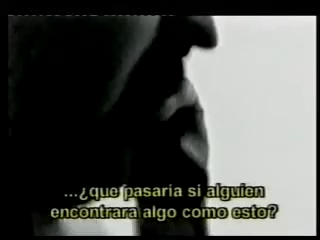 ...¿que pasaria si alguien
encontrara algo como esto?